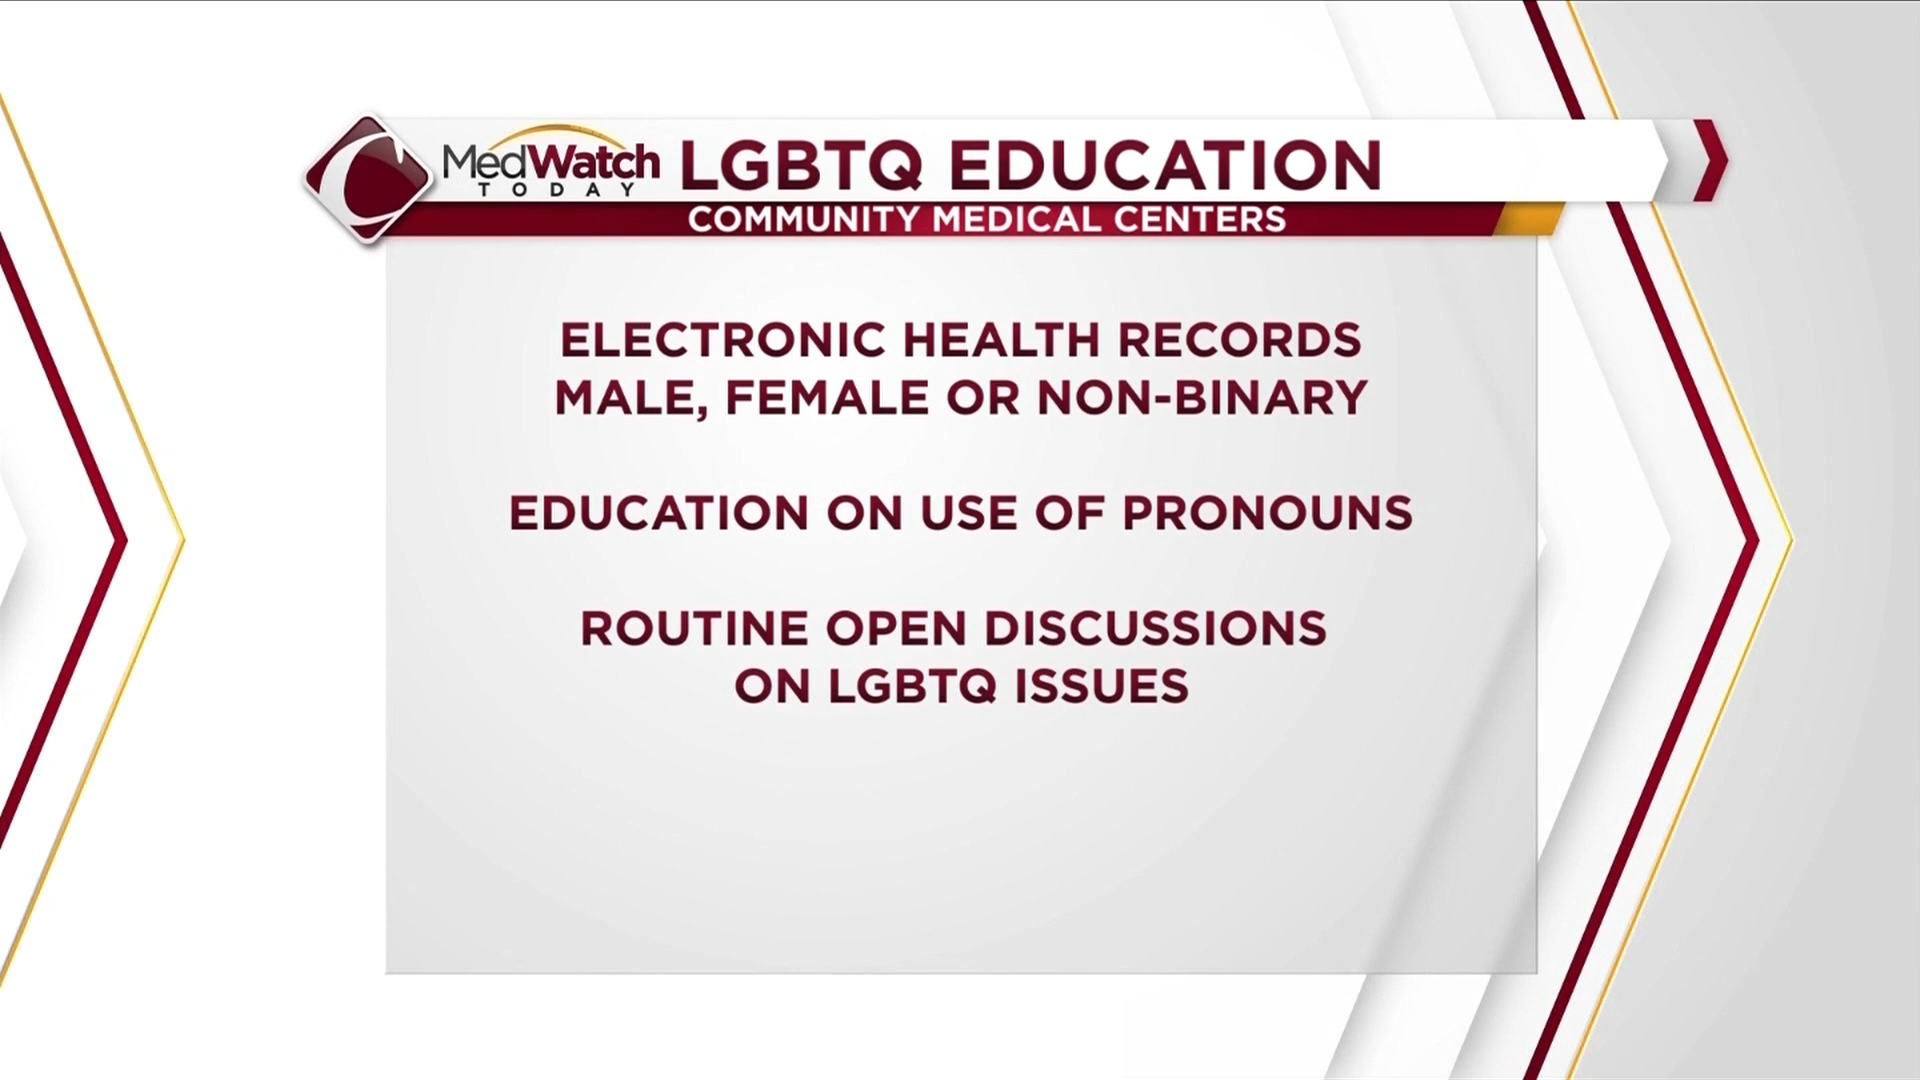 MedWatch
TODAY
LGBTQ EDUCATION
COMMUNITY MEDICAL CENTERS
ELECTRONIC HEALTH RECORDS
MALE, FEMALE OR NON-BINARY
EDUCATION ON USE OF PRONOUNS
ROUTINE OPEN DISCUSSIONS
ON LGBTQ ISSUES